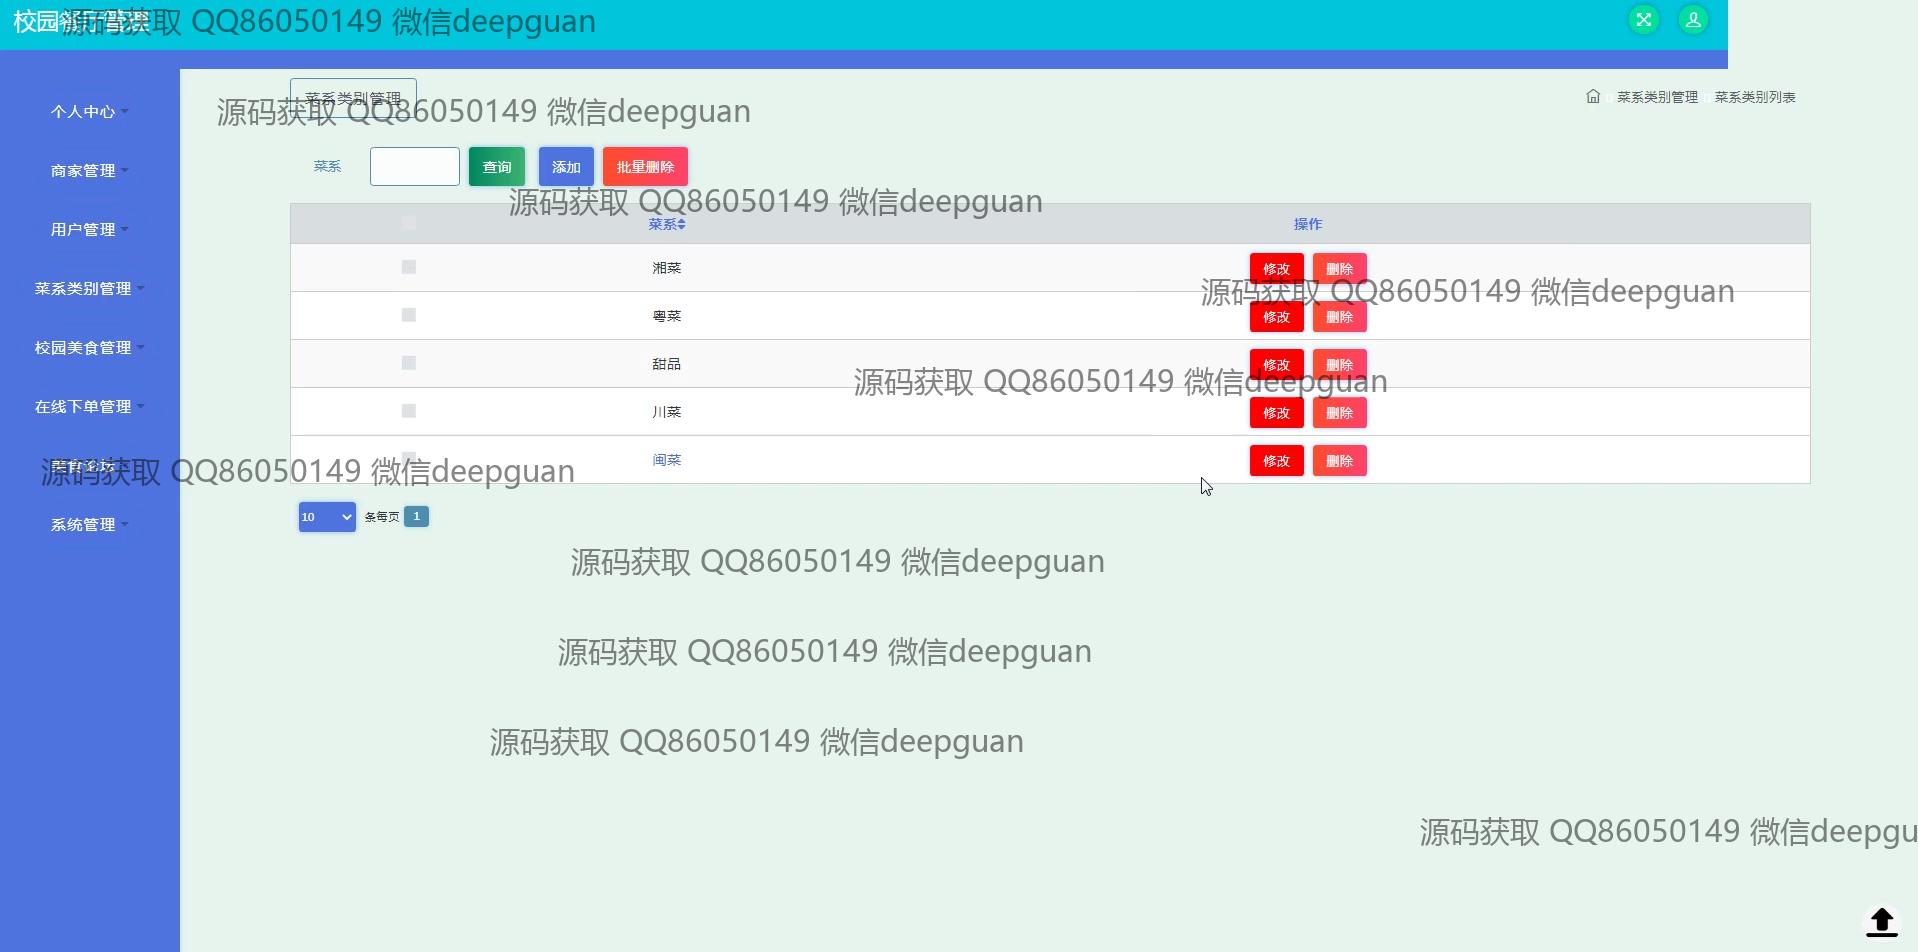 校园餐厅管理
源码获取 QQ86050149 微信deepguan
个人中心
商家管理
用户管理
菜系类别管理
校园美食管理
在线下单管理
美食论坛
系统管理
菜系类别管理
菜系类别管理 菜系类别列表
源码获取 QQ86050149 微信deepguan
菜系 查询 添加 批量删除
源码获取 QQ86050149 微信deepguan
菜系 操作
湘菜 修改 删除
源码获取 QQ86050149 微信deepguan
粤菜 修改 删除
甜品 修改 删除
源码获取 QQ86050149 微信deepguan
川菜 修改 删除
闽菜 修改 删除
源码获取 QQ86050149 微信deepguan
10 条每页 1
源码获取 QQ86050149 微信deepguan
源码获取 QQ86050149 微信deepguan
源码获取 QQ86050149 微信deepguan
源码获取 QQ86050149 微信deepgu